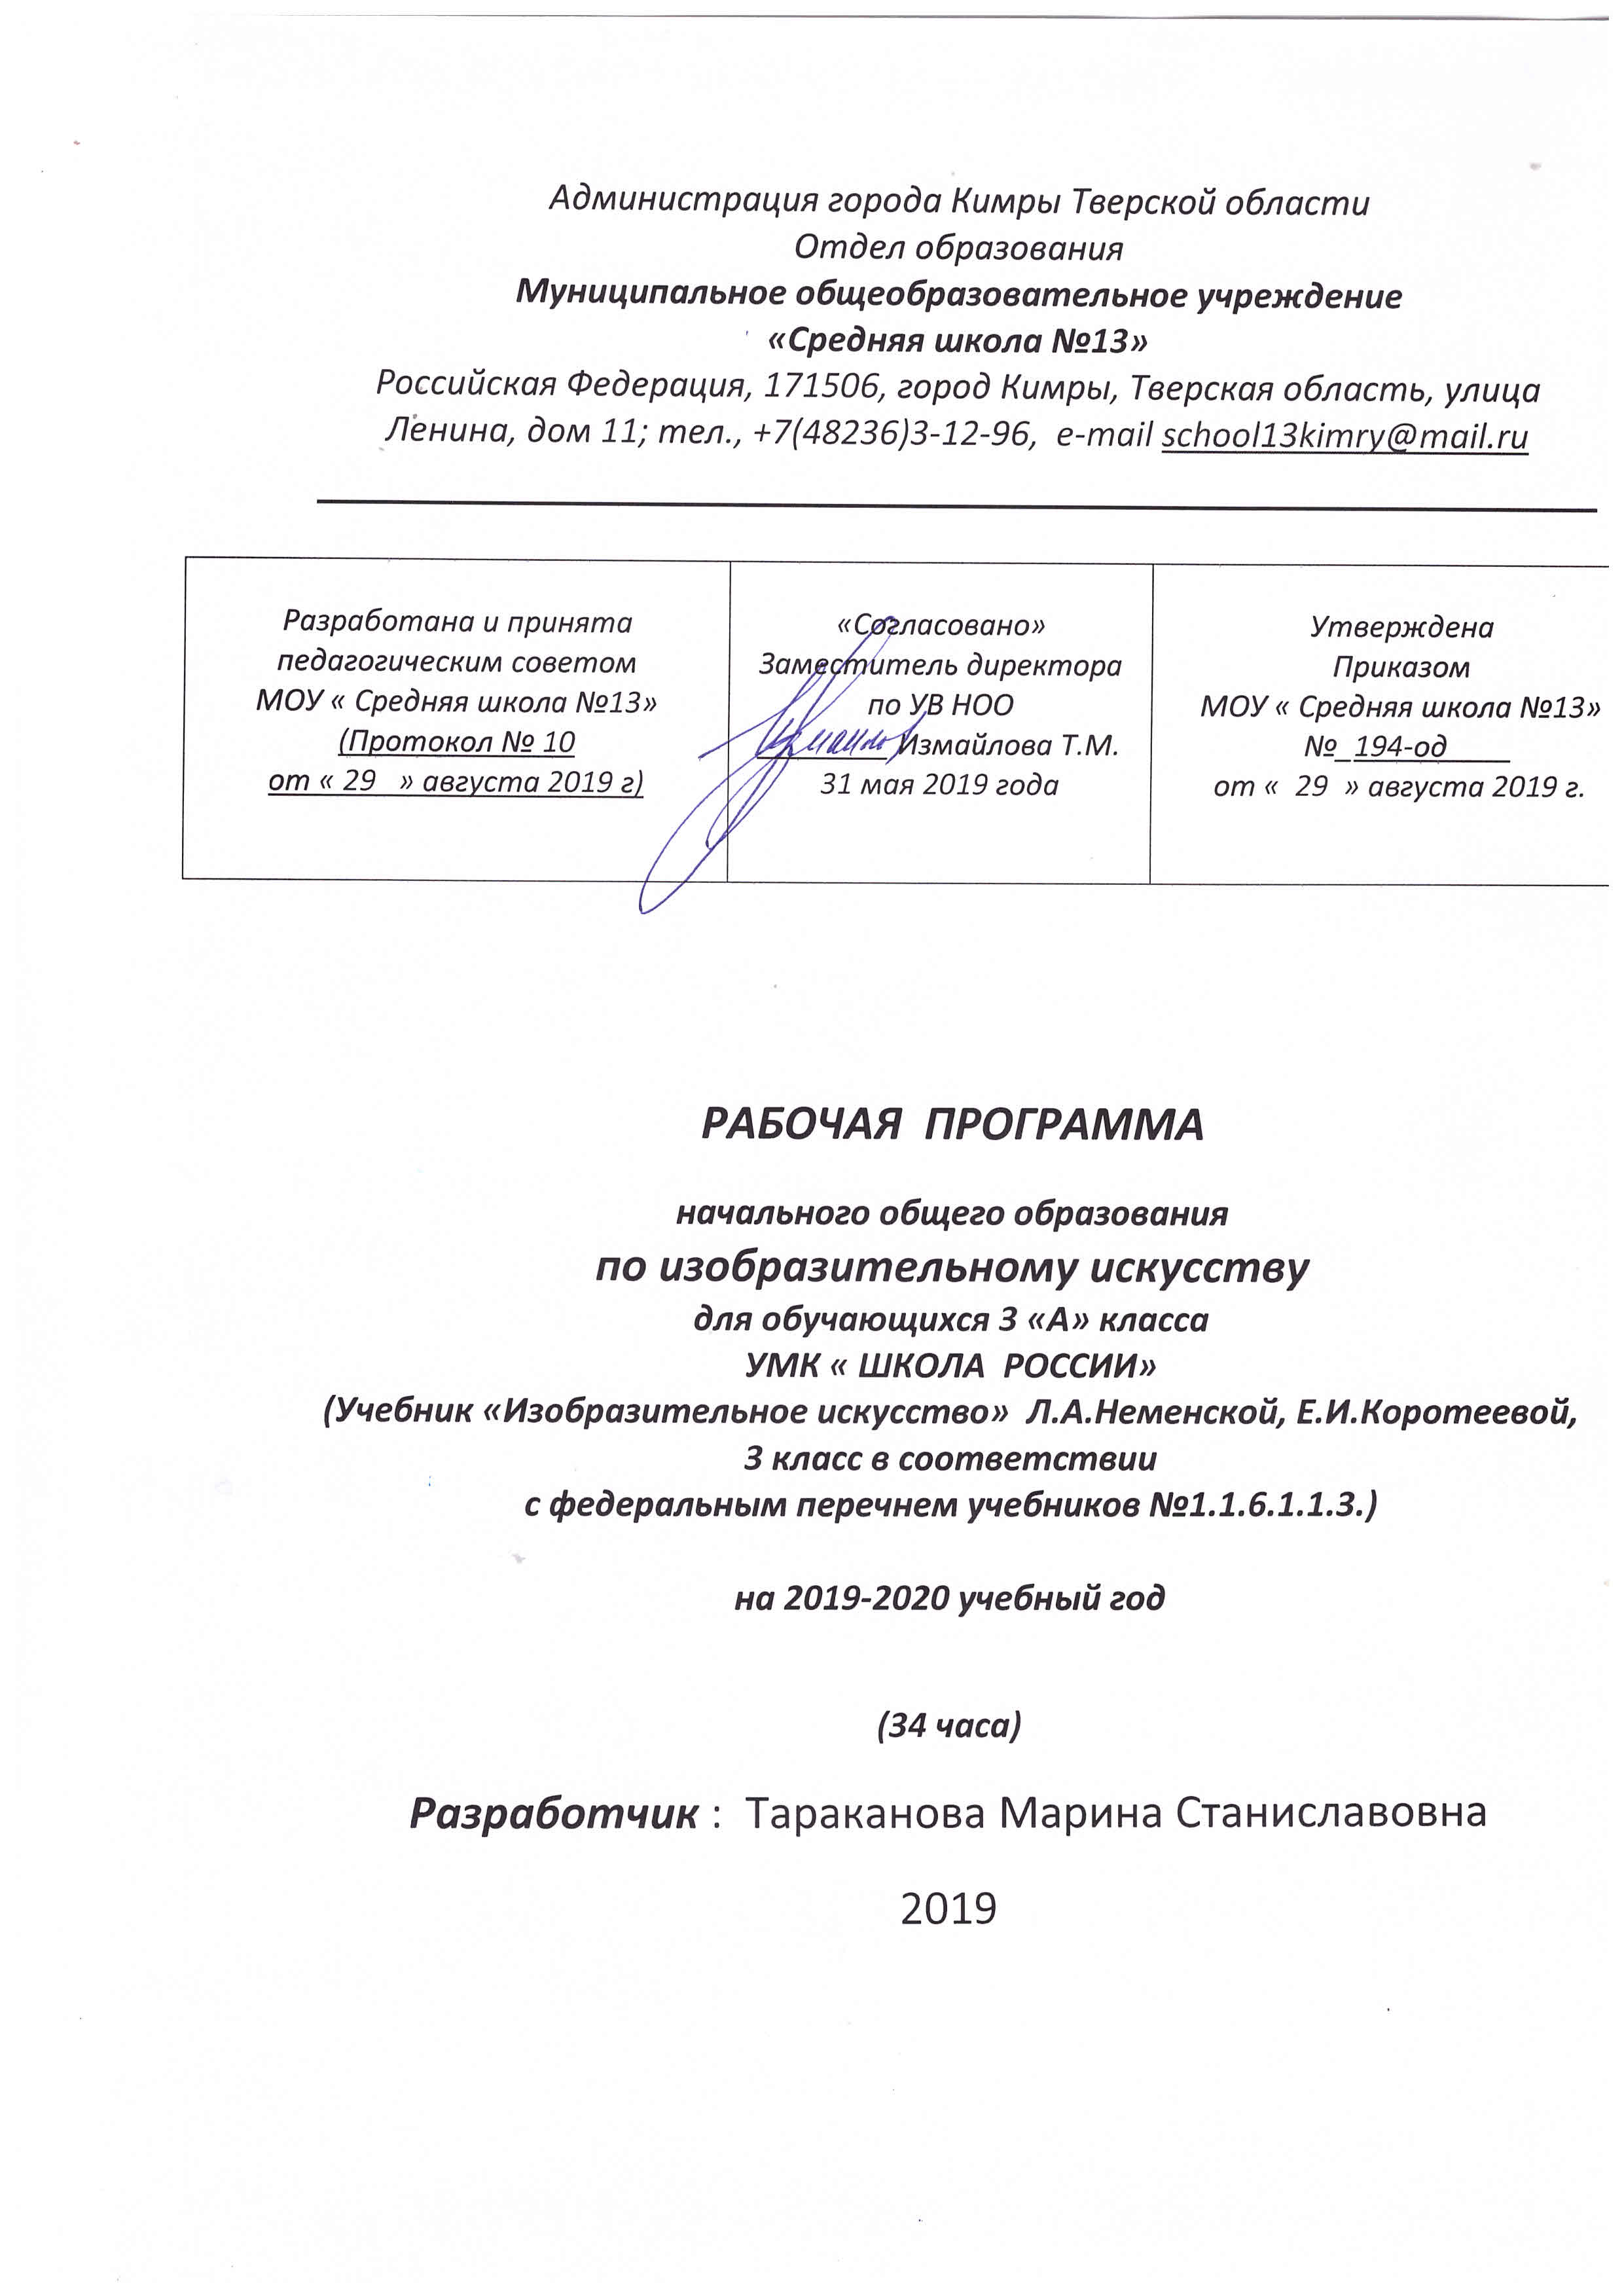 Администрация города Кимры Тверской области
Отдел образования
Муниципальное общеобразовательное учреждение
«Средняя школа №13»
Российская Федерация, 171506, город Кимры, Тверская область, улица
Ленина, дом 11; тел., +7(48236)3-12-96, e-mail school13kimry@mail.ru
Разработана и принята
педагогическим советом
МОУ « Средняя школа №13»
(Протокол № 10
от « 29 » августа 2019 г)
«Согласовано»
Заместитель директора
по УВ НОО
Измайлова Т.М.
31 мая 2019 года
Утверждена
Приказом
МОУ « Средняя школа №13»
№_194-од
от « 29 » августа 2019 г.
РАБОЧАЯ ПРОГРАММА
начального общего образования
по изобразительному искусству
для обучающихся 3 «А» класса
УМК « ШКОЛА РОССИИ»
(Учебник «Изобразительное искусство» Л.А.Неменской, Е.И.Коротеевой,
3 класс в соответствии
с федеральным перечнем учебников №1.1.6.1.1.3.)
на 2019-2020 учебный год
(34 часа)
Разработчик : Тараканова Марина Станиславовна
2019